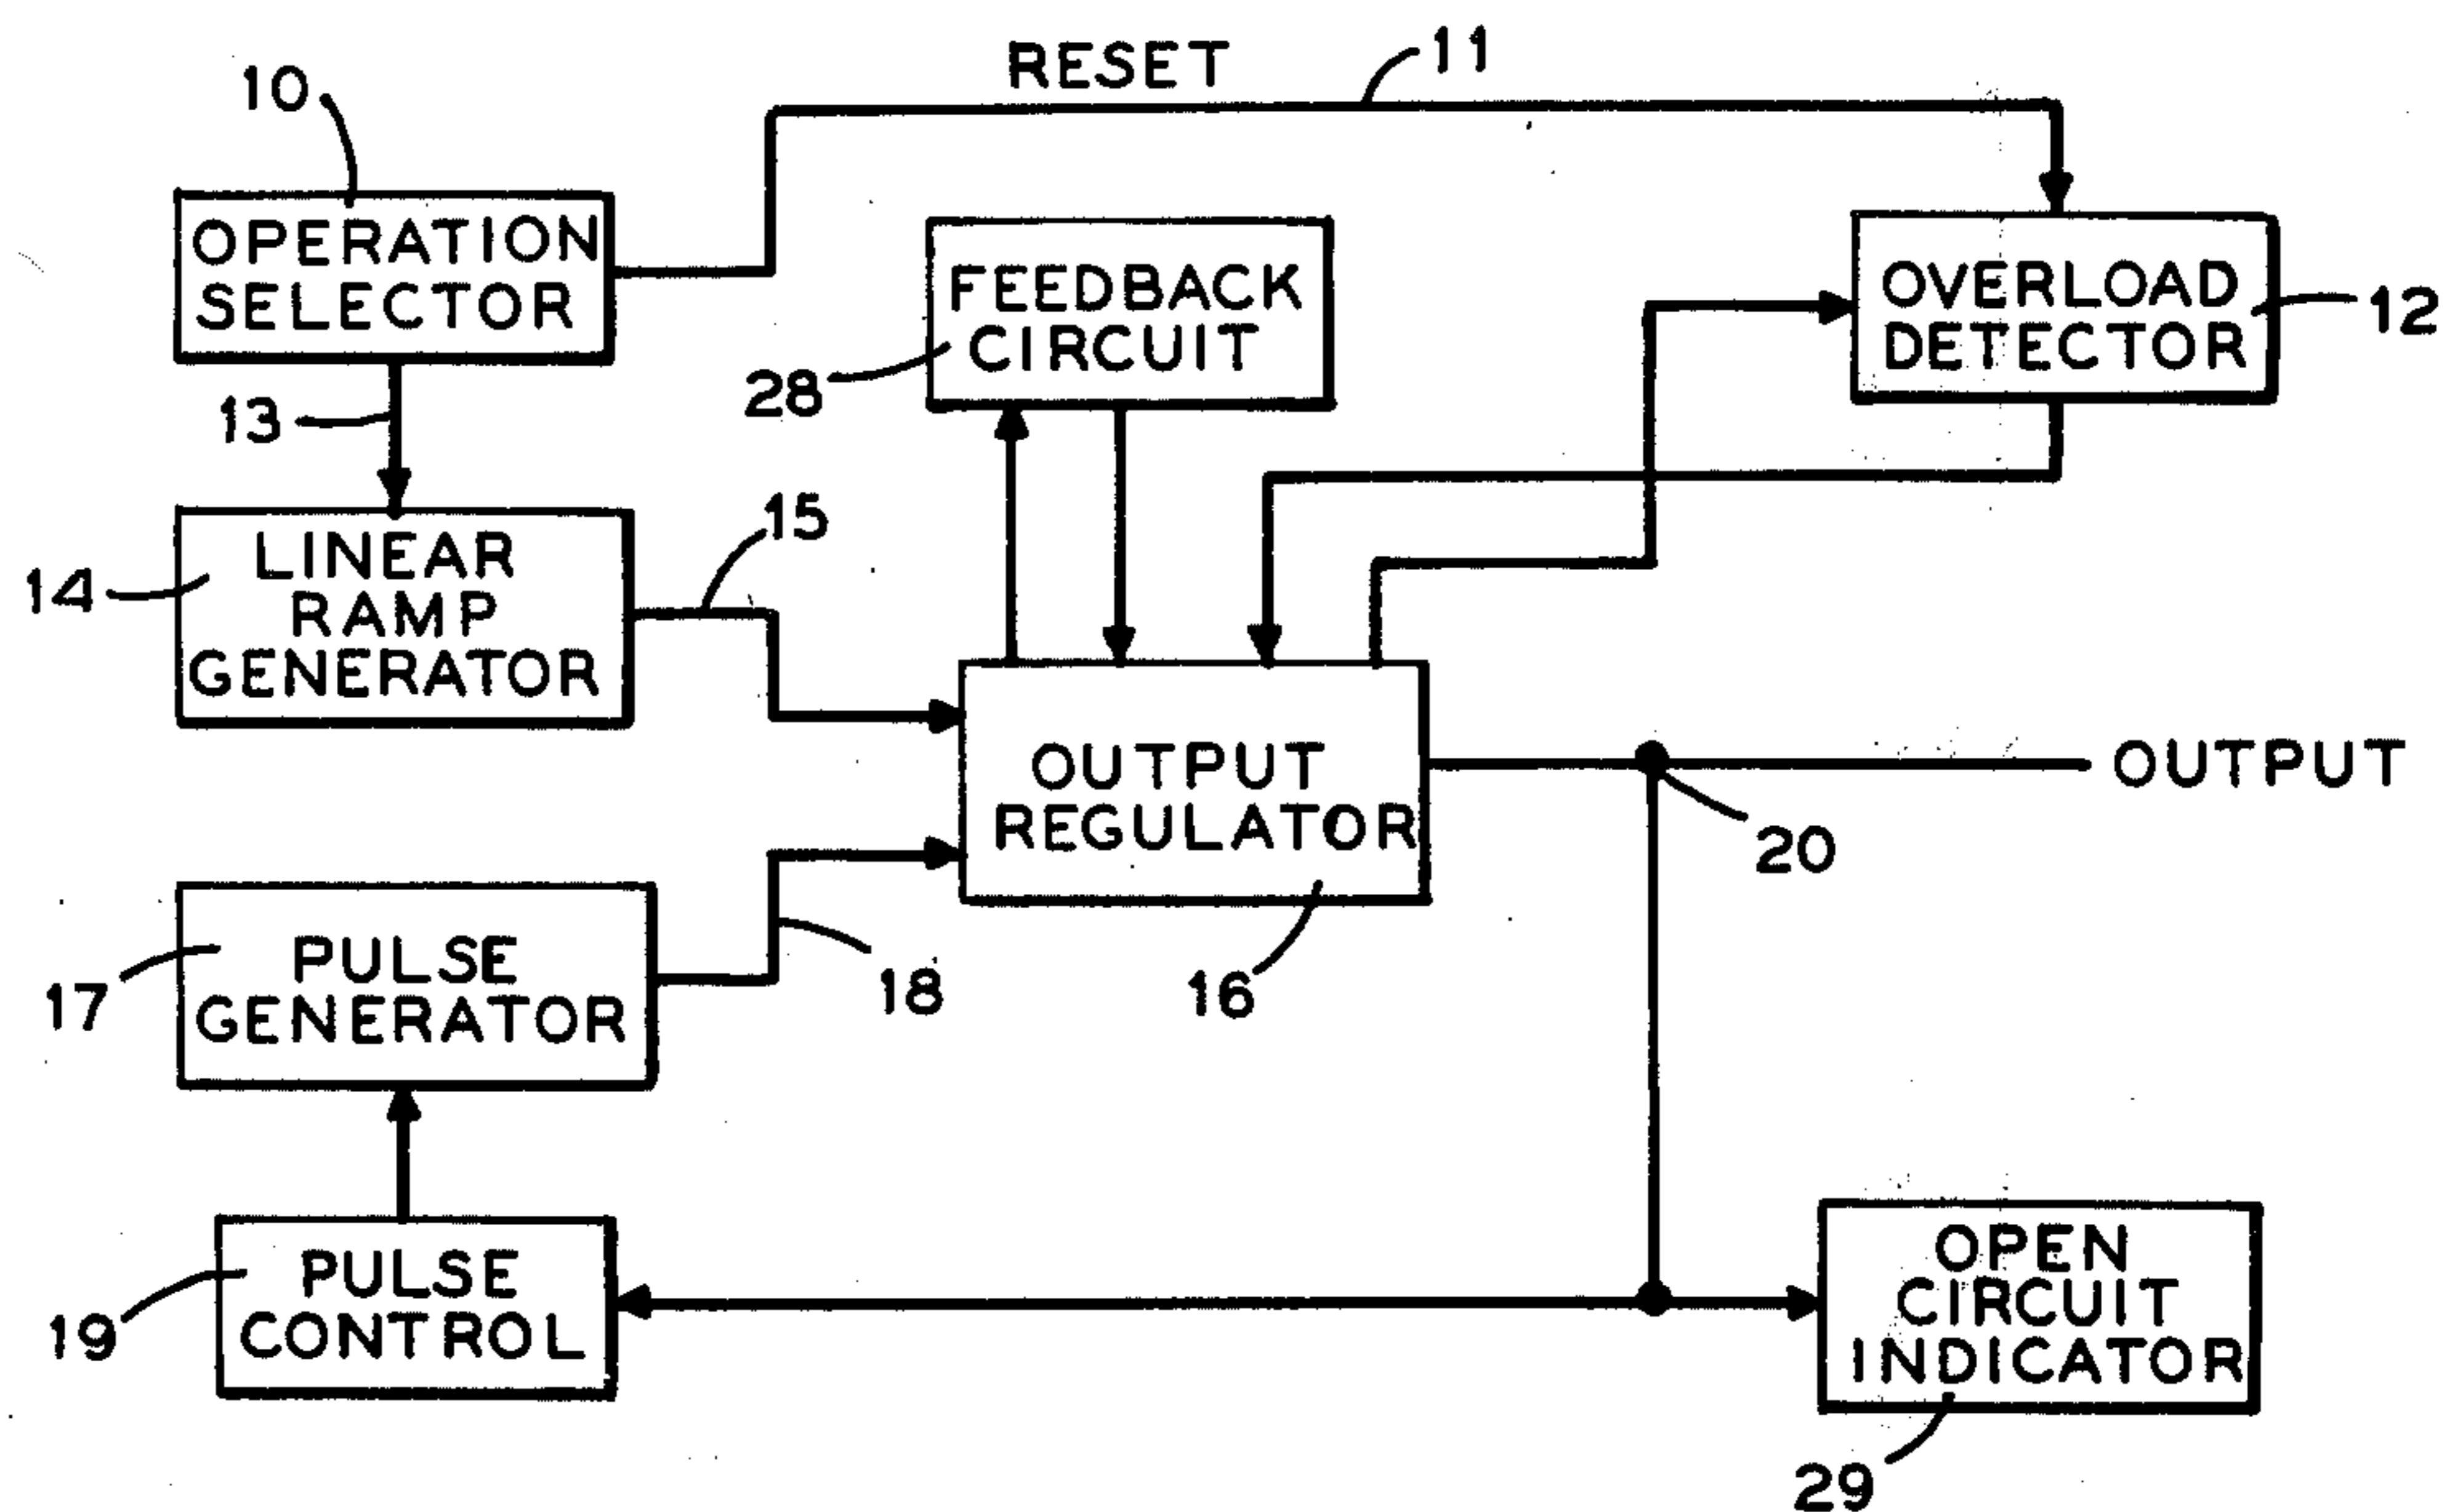 RESET
11
10
OPERATION
SELECTOR
FEEDBACK
CIRCUIT
28
OVERLOAD
DETECTOR
12
13
15
14
LINEAR
RAMP
GENERATOR
OUTPUT
REGULATOR
OUTPUT
20
17
PULSE
GENERATOR
18
16
19
PULSE
CONTROL
OPEN
CIRCUIT
INDICATOR
29